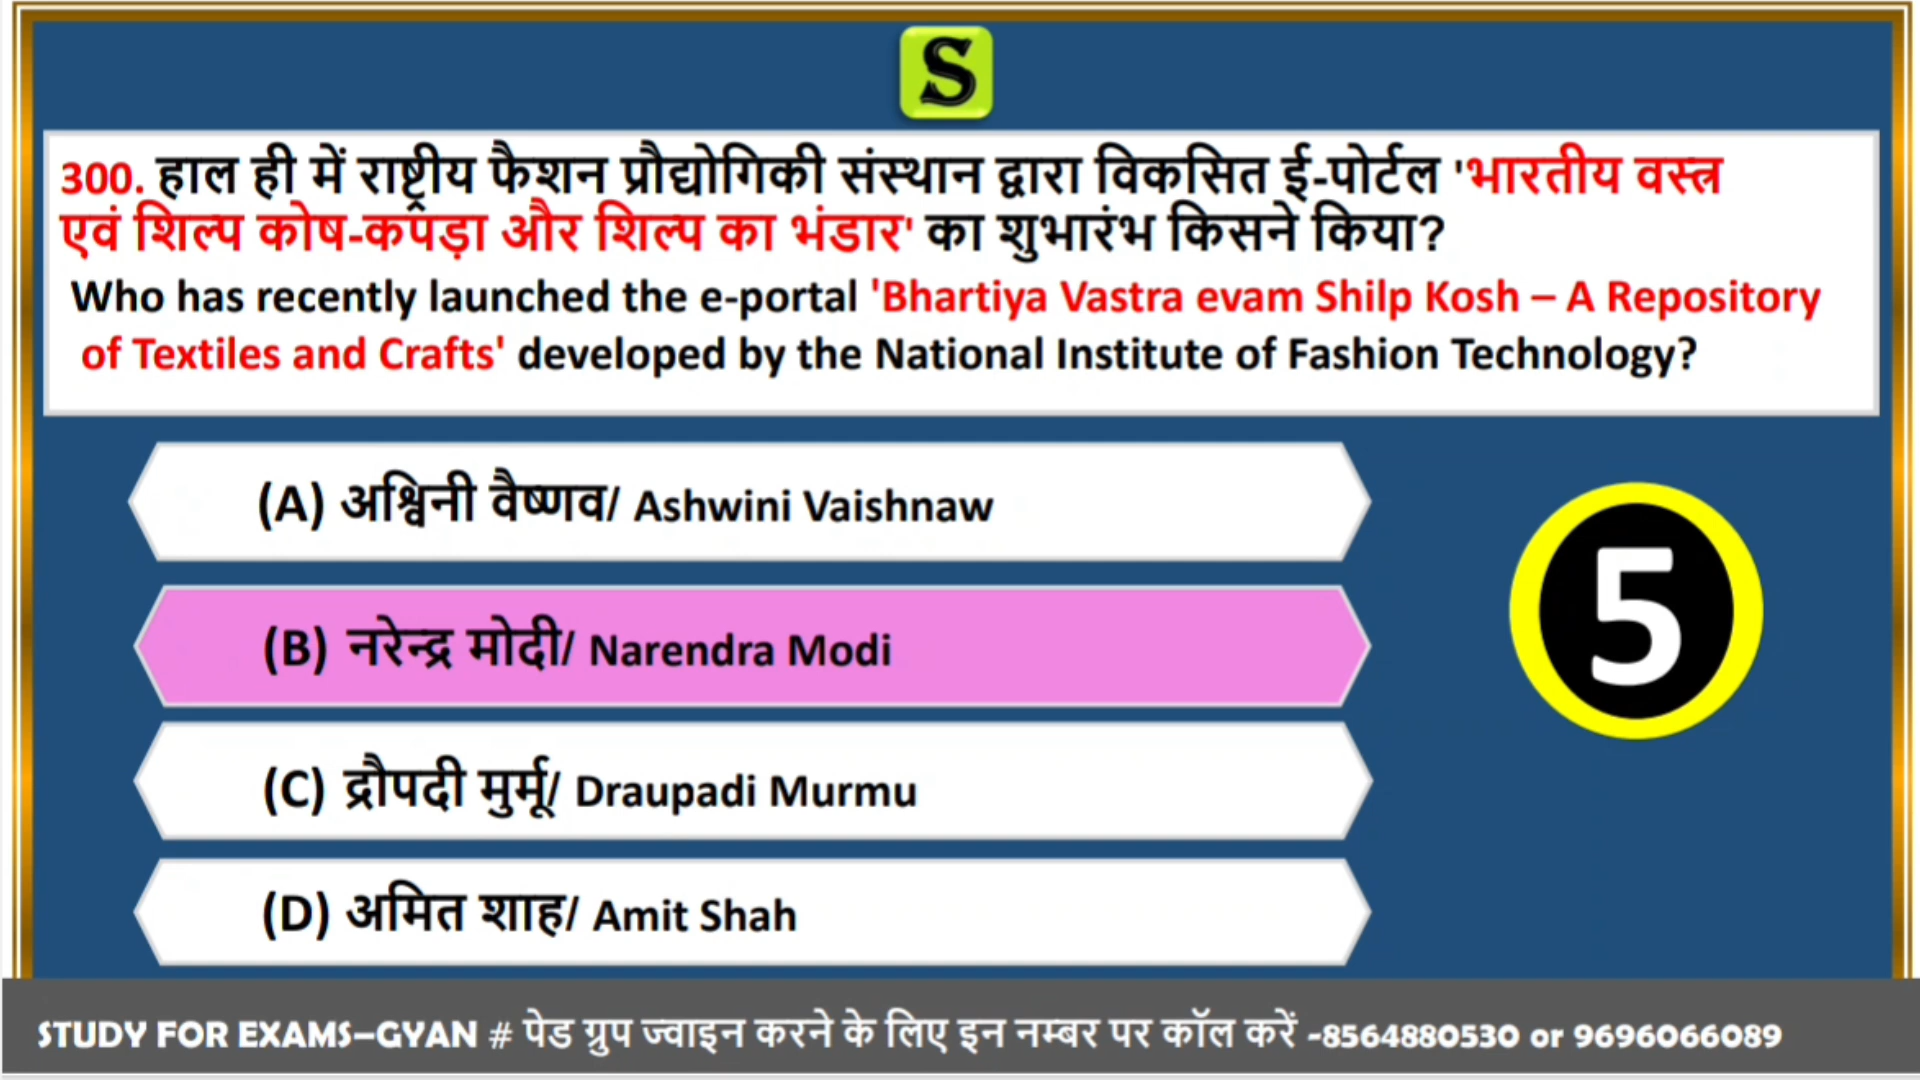 S
300. हाल ही में राष्ट्रीय फैशन प्रौद्योगिकी संस्थान द्वारा विकसित ई-पोर्टल 'भारतीय वस्त्र
एवं शिल्प कोष-कपड़ा और शिल्प का भंडार' का शुभारंभ किसने किया?
Who has recently launched the e-portal 'Bhartiya Vastra evam Shilp Kosh – A Repository
of Textiles and Crafts' developed by the National Institute of Fashion Technology?
(A) अश्विनी वैष्णव/ Ashwini Vaishnaw
(B) नरेन्द्र मोदी/ Narendra Modi
5
(C) द्रौपदी मुर्मू/ Draupadi Murmu
(D) अमित शाह/ Amit Shah
STUDY FOR EXAMS–GYAN # पेड ग्रुप ज्वाइन करने के लिए इन नम्बर पर कॉल करें -8564880530 or 9696066089